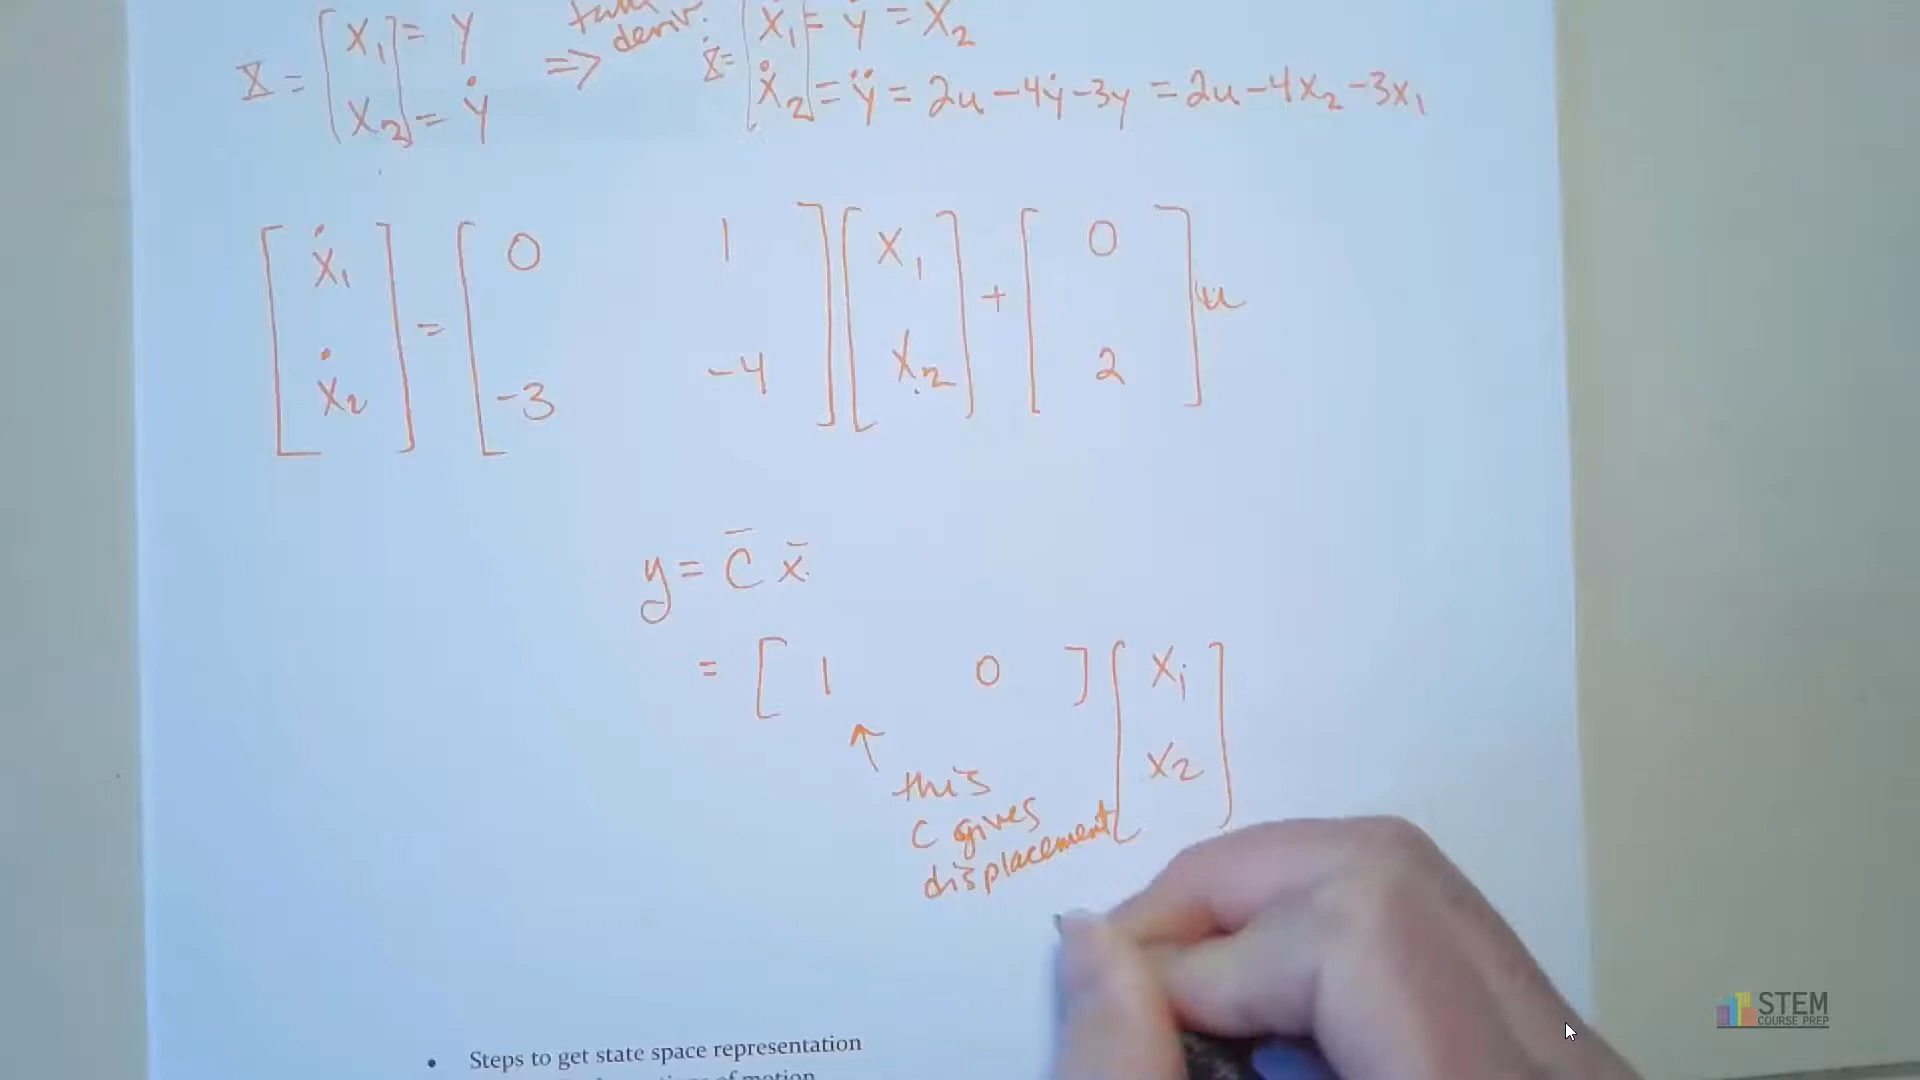 X = [ x₁ = y ⇒ deriv. Ẋ = [ ẋ₁ = ẏ = x₂
x₂ ] = ẏ ẋ₂ = ÿ = 2u - 4ẏ - 3y = 2u - 4x₂ - 3x₁
[ ẋ₁ = [ 0 1 ] [ x₁ + [ 0 ] u
ẋ₂ ] -3 -4 x₂ ] 2
y = C̄ x̄
= [ 1 0 ] [ x₁
x₂ ]
↑ this
C gives
displacement
• Steps to get state space representation
of motion
STEM
COURSE PREP